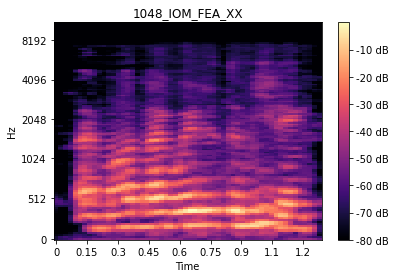 1048_IOM_FEA_XX
8192
4096
2048
1024
512
0
Hz
0
0.15
0.3
0.45
0.6
0.75
0.9
1.1
1.2
Time
-10 dB
-20 dB
-30 dB
-40 dB
-50 dB
-60 dB
-70 dB
-80 dB